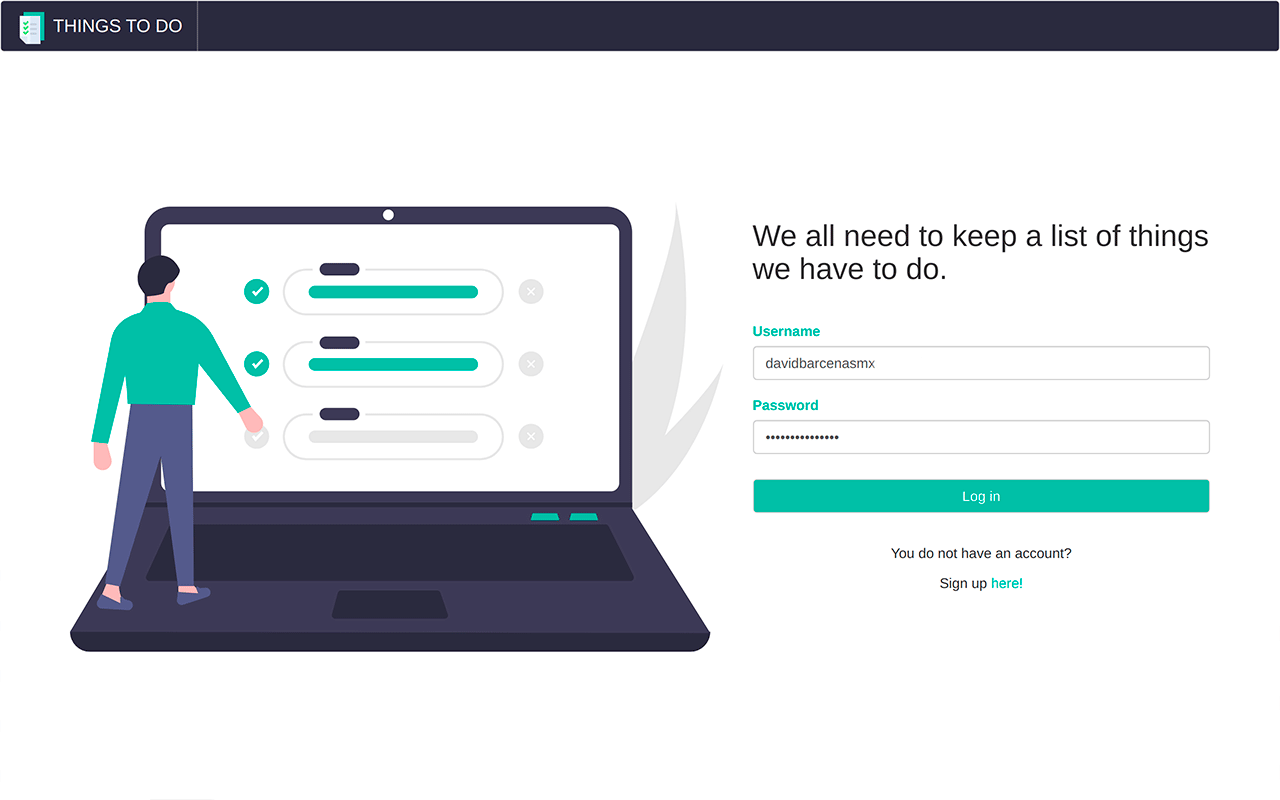 THINGS TO DO
We all need to keep a list of things
we have to do.
Username
davidbarcenasmx
Password
•••••••••••••••
Log in
You do not have an account?
Sign up here!